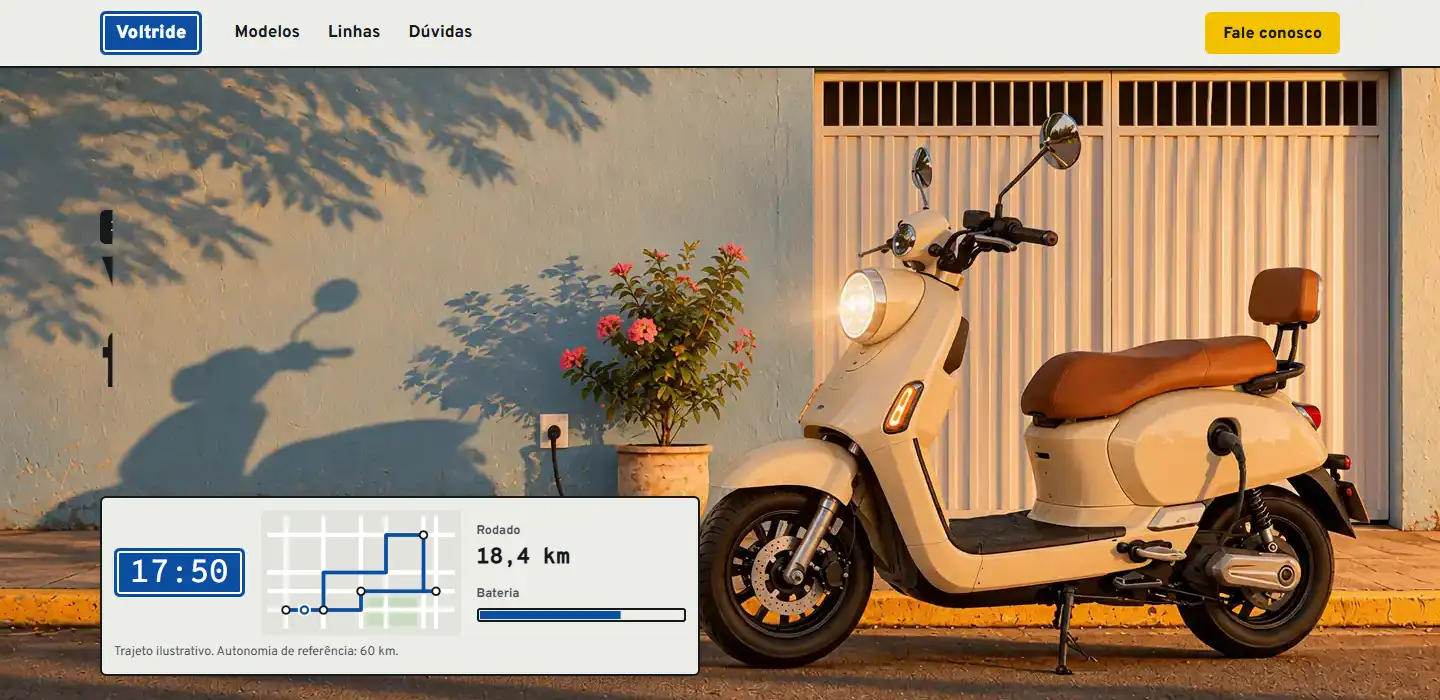 Voltride
Modelos
Linhas
Dúvidas
Fale conosco
17:50
Rodado
18,4 km
Bateria
Trajeto ilustrativo. Autonomia de referência: 60 km.